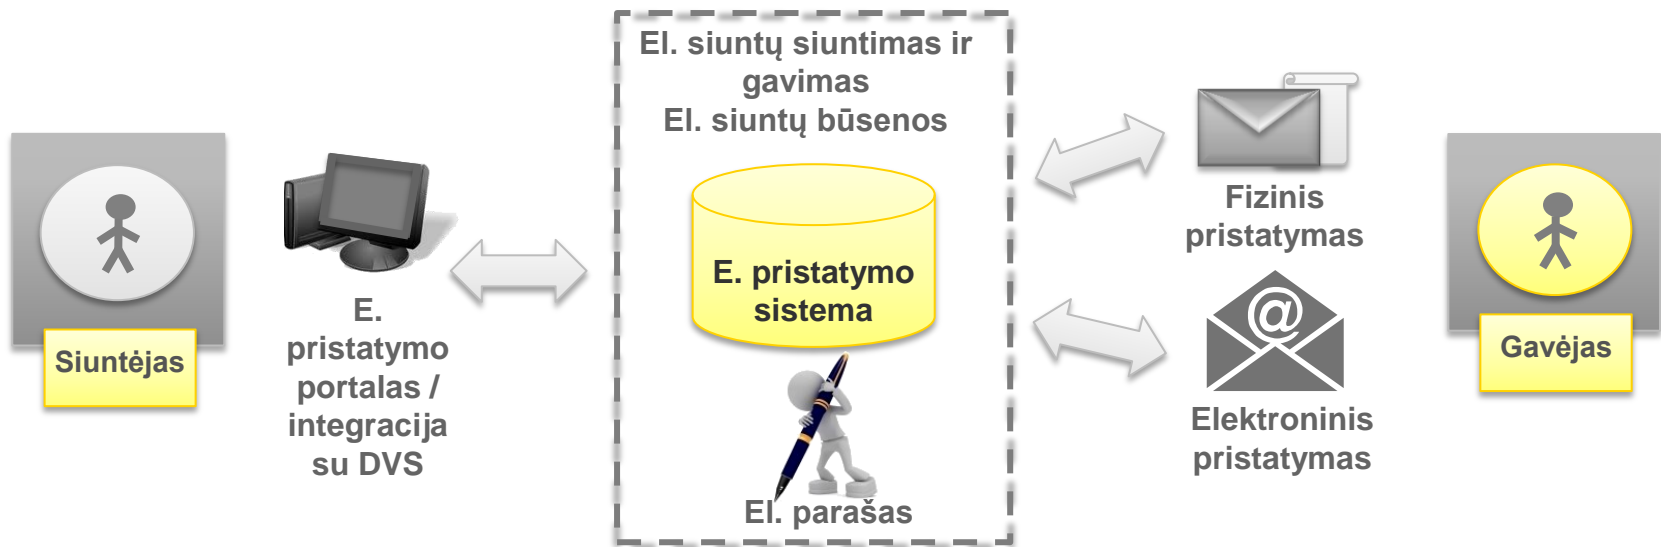 Siuntėjas
E.
pristatymo
portalas /
integracija
su DVS
El. siuntų siuntimas ir
gavimas
El. siuntų būsenos
E. pristatymo
sistema
El. parašas
Fizinis
pristatymas
@
Elektroninis
pristatymas
Gavėjas